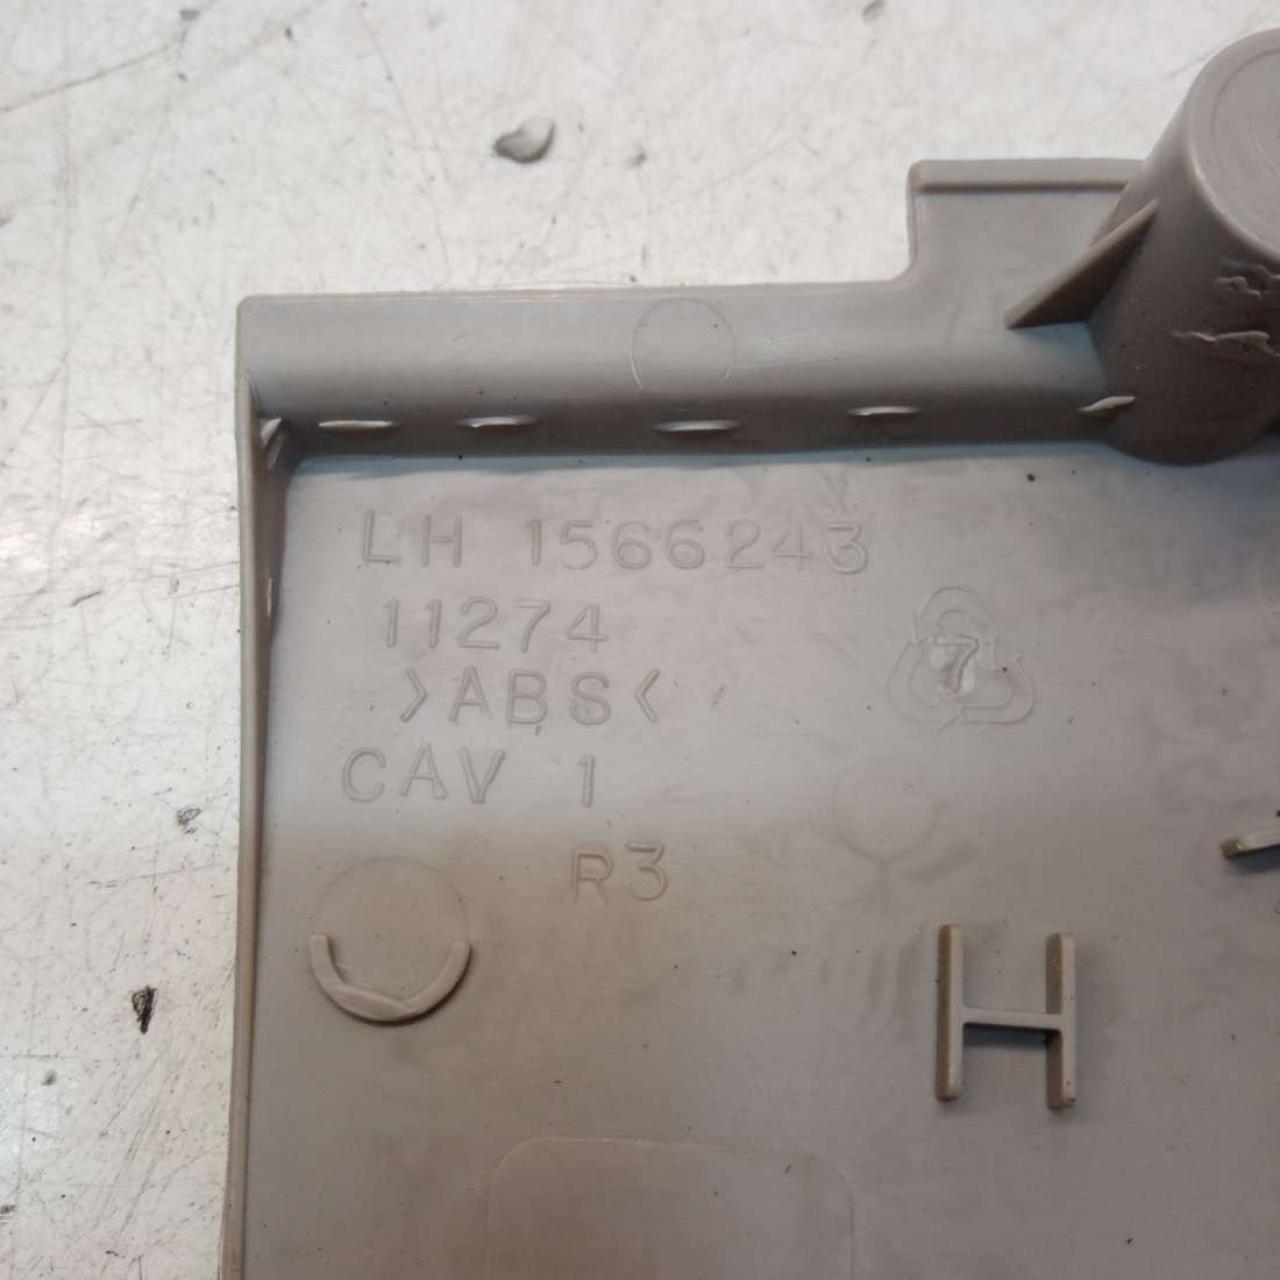 LH 1566243
11274
>ABS<
7
CAV 1
R3